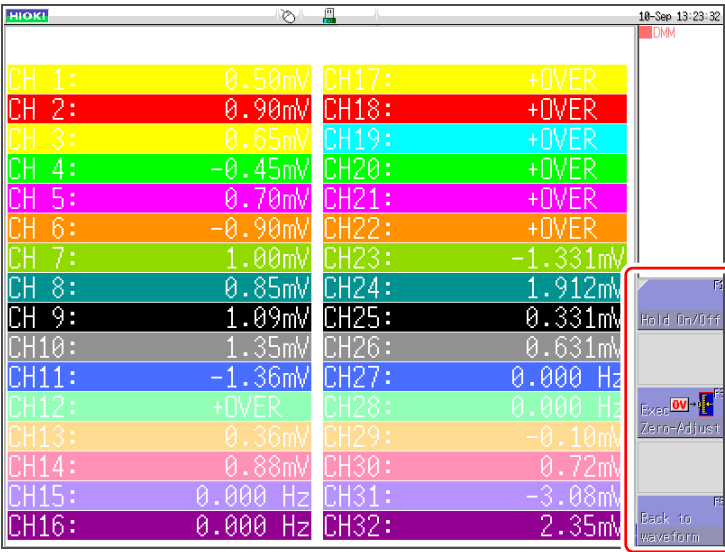 HIOKI 10-Sep 13:23:32
DMM
CH 1: 0.50mV CH17: +OVER
CH 2: 0.90mV CH18: +OVER
CH 3: 0.65mV CH19: +OVER
CH 4: -0.45mV CH20: +OVER
CH 5: 0.70mV CH21: +OVER
CH 6: -0.90mV CH22: +OVER
CH 7: 1.00mV CH23: -1.331mV
CH 8: 0.85mV CH24: 1.912mV
CH 9: 1.09mV CH25: 0.331mV
CH10: 1.35mV CH26: 0.631mV
CH11: -1.36mV CH27: 0.000 Hz
CH12: +OVER CH28: 0.000 Hz
CH13: 0.36mV CH29: -0.10mV
CH14: 0.88mV CH30: 0.72mV
CH15: 0.000 Hz CH31: -3.08mV
CH16: 0.000 Hz CH32: 2.35mV
F1
Hold On/Off
F3
Exec 0V
Zero-Adjust
F5
Back to
waveform